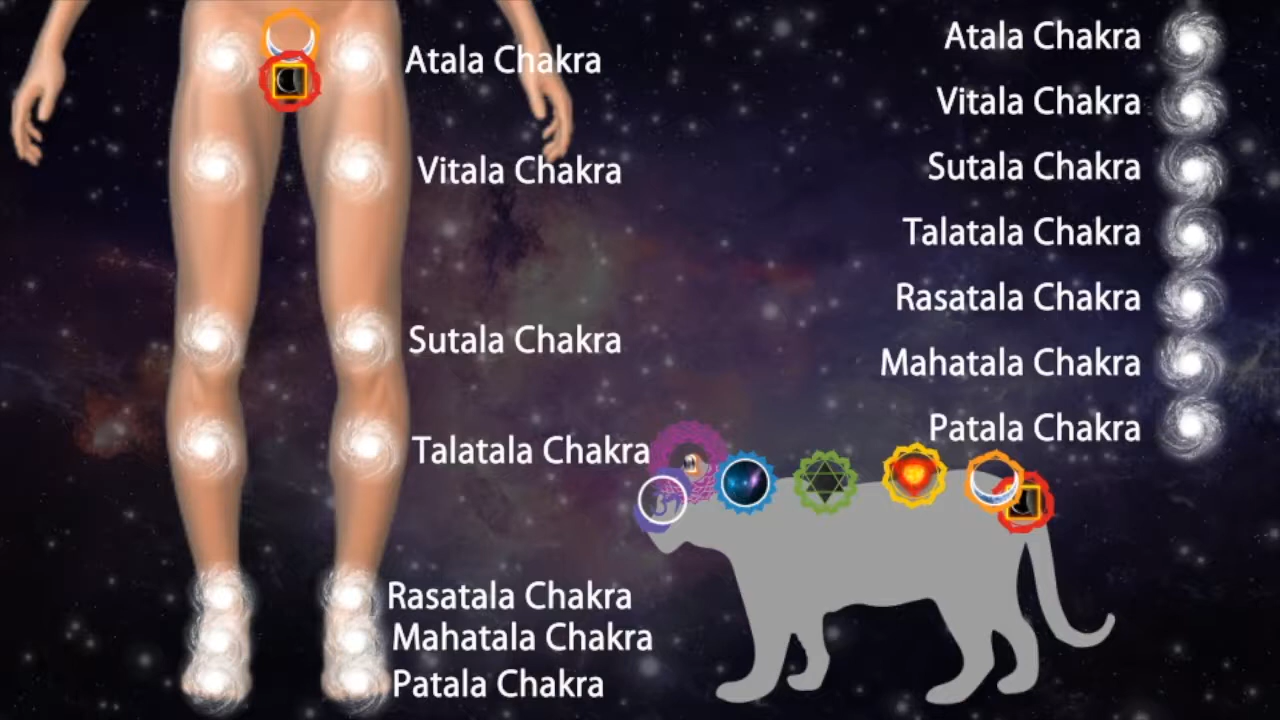 Atala Chakra
Vitala Chakra
Sutala Chakra
Talatala Chakra
Rasatala Chakra
Mahatala Chakra
Patala Chakra
Atala Chakra
Vitala Chakra
Sutala Chakra
Talatala Chakra
Rasatala Chakra
Mahatala Chakra
Patala Chakra
ॐ